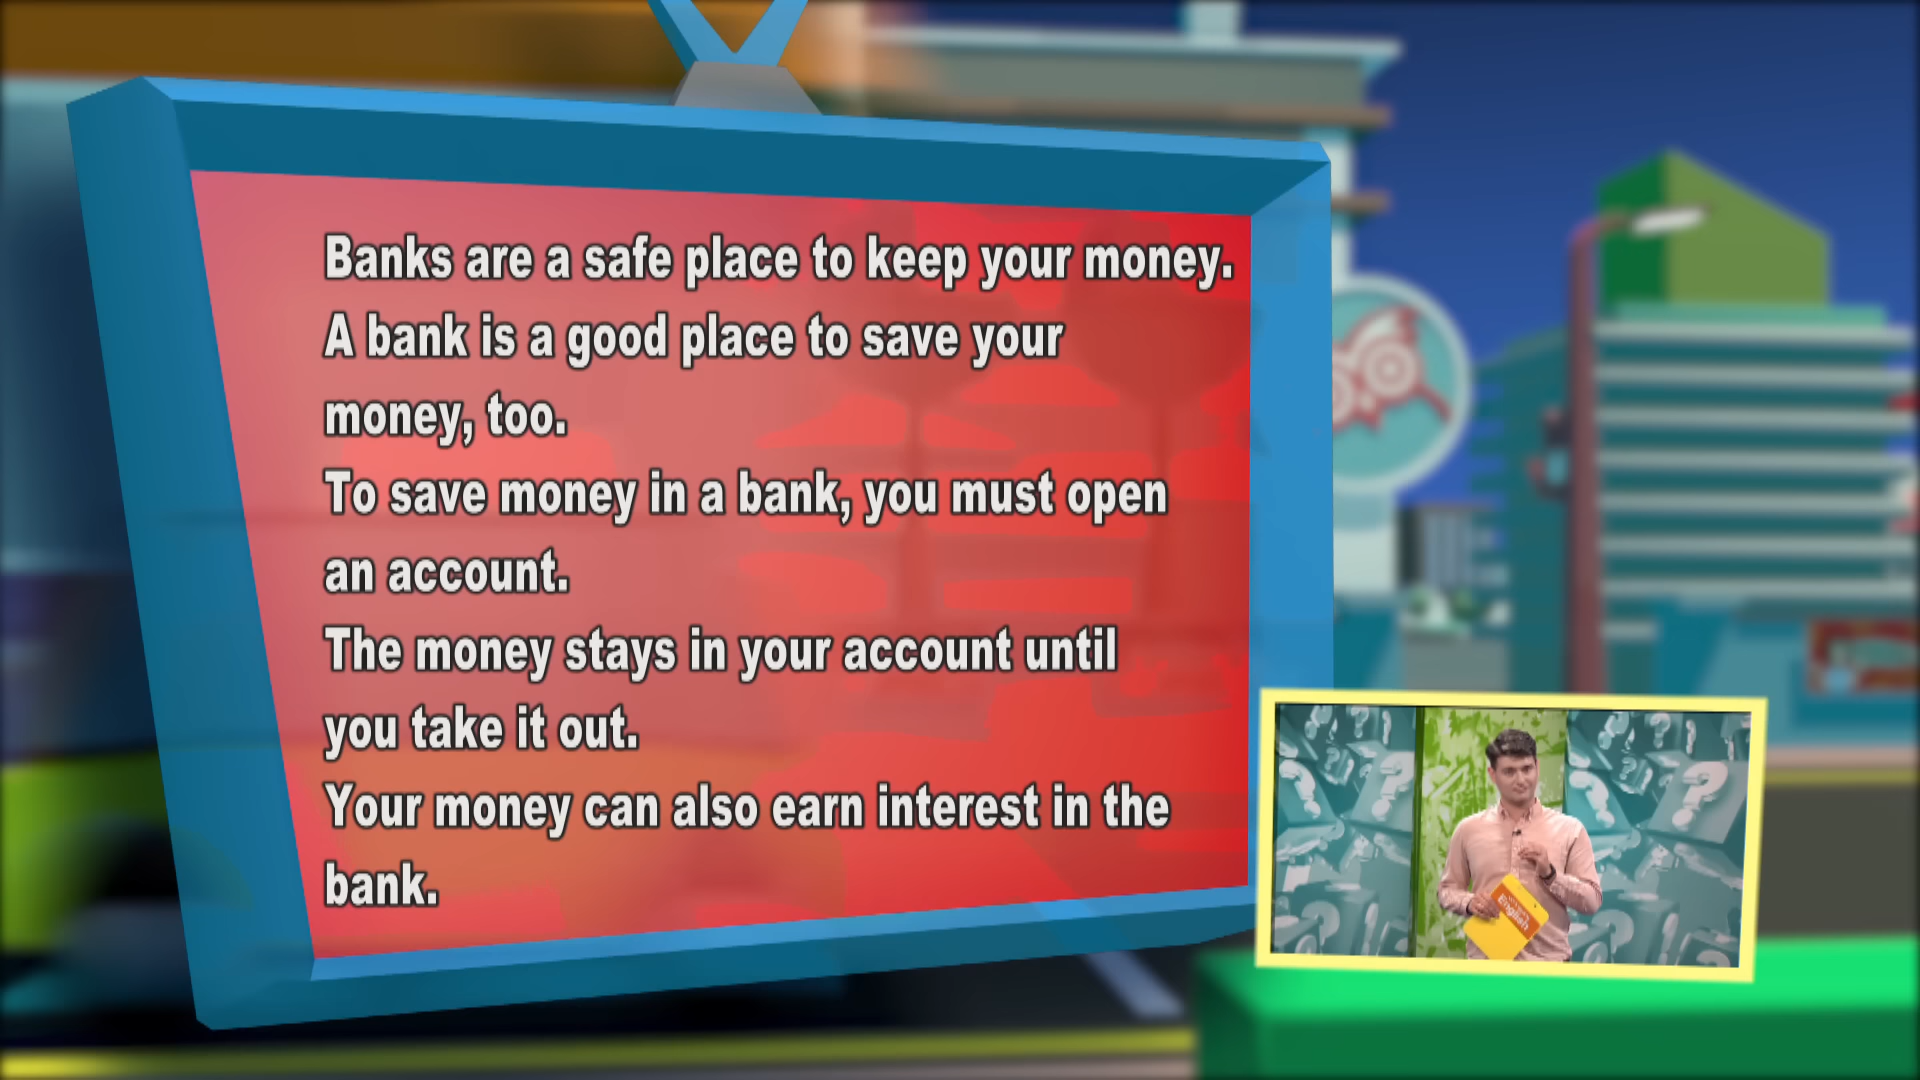 Banks are a safe place to keep your money.
A bank is a good place to save your
money, too.
To save money in a bank, you must open
an account.
The money stays in your account until
you take it out.
Your money can also earn interest in the
bank.
English